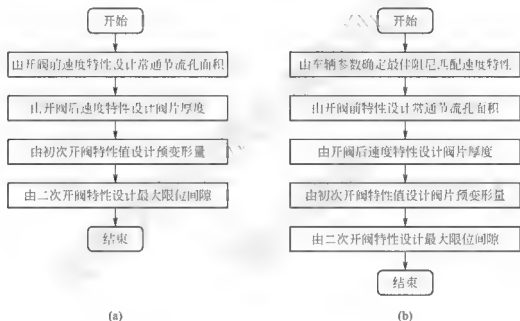 开始
由开阀前速度特性设计常通节流孔面积
由开阀后速度特性设计阀片厚度
由初次开阀特性值设计预变形量
由二次开阀特性设计最大限位间隙
结束
(a)
开始
由车辆参数确定最佳阻尼匹配速度特性
由开阀前特性设计常通节流孔面积
由开阀后速度特性设计阀片厚度
由初次开阀特性值设计阀片预变形量
由二次开阀特性设计最大限位间隙
结束
(b)